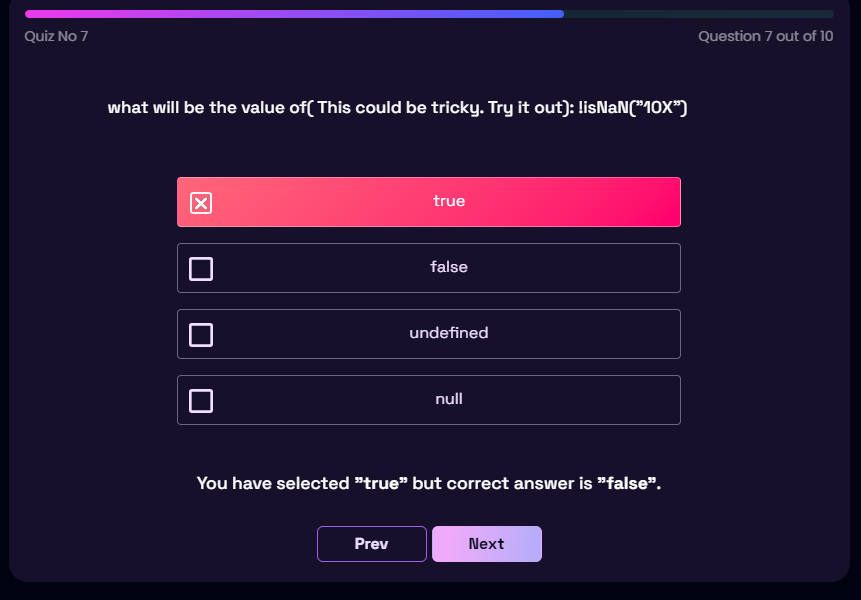 Quiz No 7
Question 7 out of 10
what will be the value of( This could be tricky. Try it out): !isNaN("10X")
true
false
undefined
null
You have selected "true" but correct answer is "false".
Prev
Next